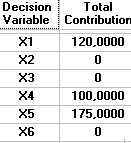 Decision Total
Variable Contribution
X1 120,0000
X2 0
X3 0
X4 100,0000
X5 175,0000
X6 0